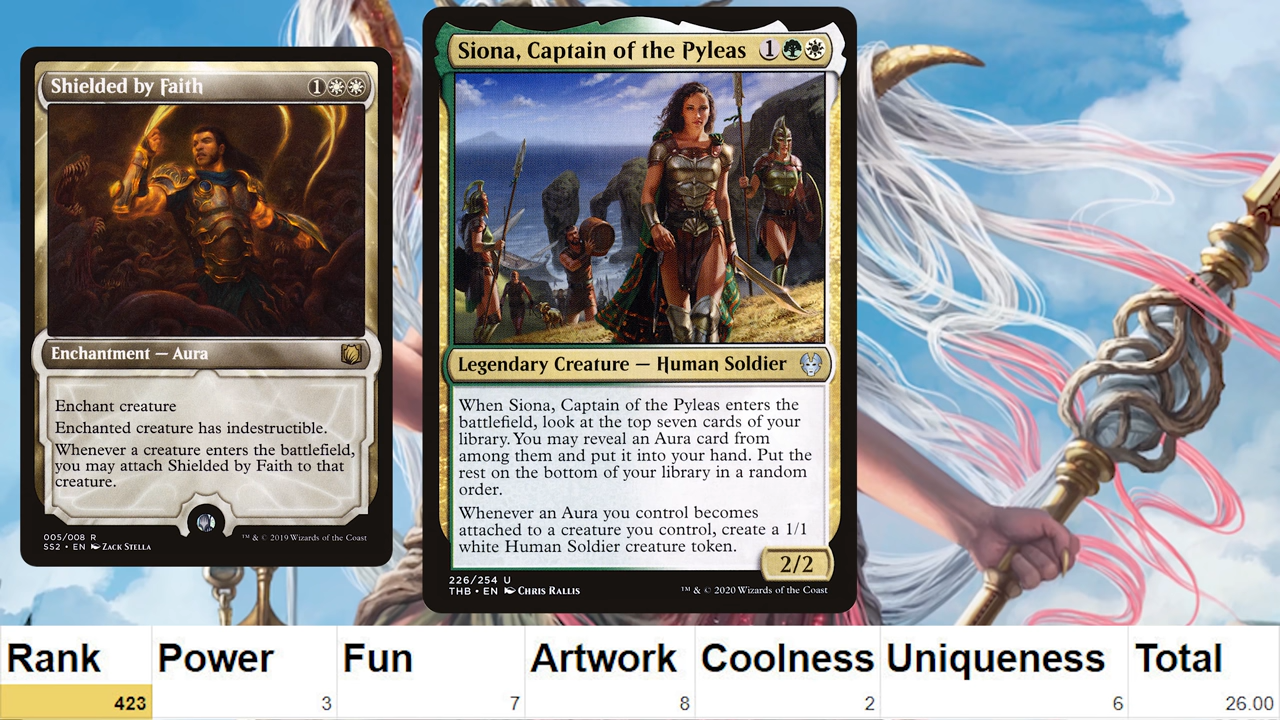 Shielded by Faith 1
Enchantment — Aura
Enchant creature
Enchanted creature has indestructible.
Whenever a creature enters the battlefield,
you may attach Shielded by Faith to that
creature.
005/008 R
SS2 • EN Zack Stella
™ & © 2019 Wizards of the Coast
Siona, Captain of the Pyleas 1
Legendary Creature — Human Soldier
When Siona, Captain of the Pyleas enters the
battlefield, look at the top seven cards of your
library. You may reveal an Aura card from
among them and put it into your hand. Put the
rest on the bottom of your library in a random
order.
Whenever an Aura you control becomes
attached to a creature you control, create a 1/1
white Human Soldier creature token.
2/2
226/254 U
THB • EN Chris Rallis
™ & © 2020 Wizards of the Coast
Rank Power Fun Artwork Coolness Uniqueness Total
423 3 7 8 2 6 26.00